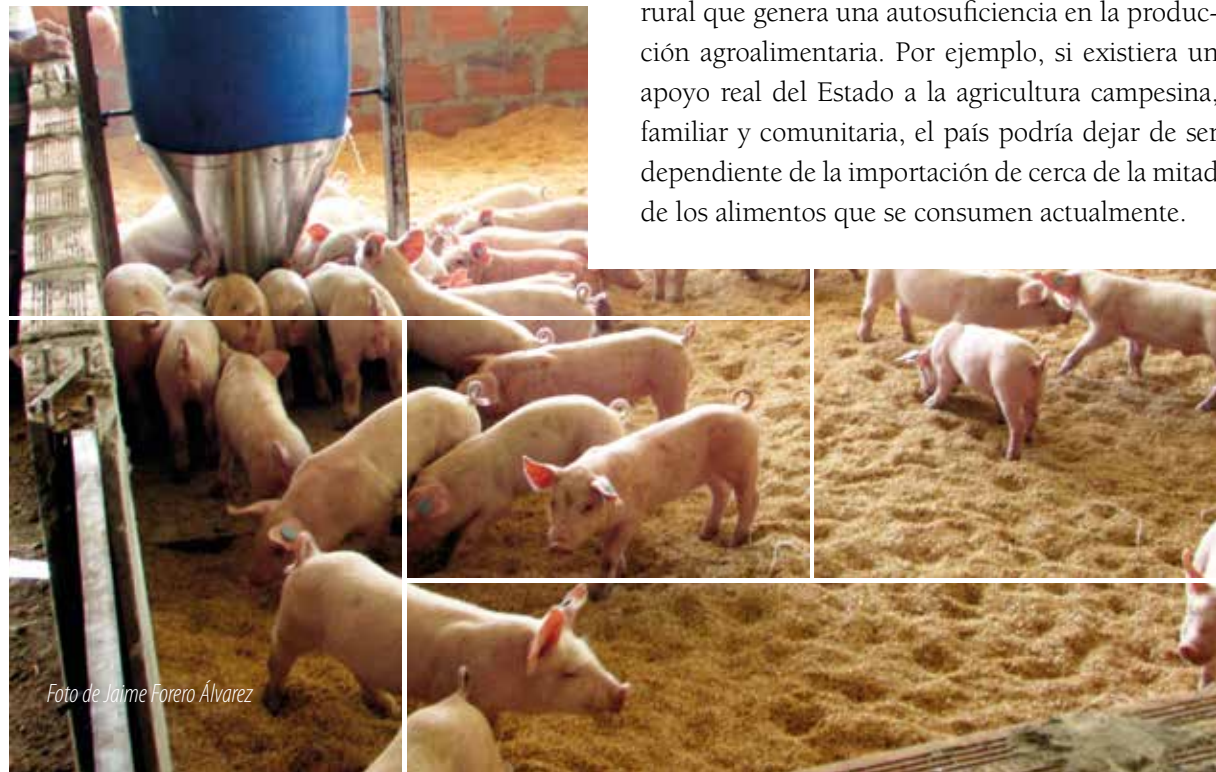 rural que genera una autosuficiencia en la produc-
ción agroalimentaria. Por ejemplo, si existiera un
apoyo real del Estado a la agricultura campesina,
familiar y comunitaria, el país podría dejar de ser
dependiente de la importación de cerca de la mitad
de los alimentos que se consumen actualmente.
Foto de Jaime Forero Álvarez